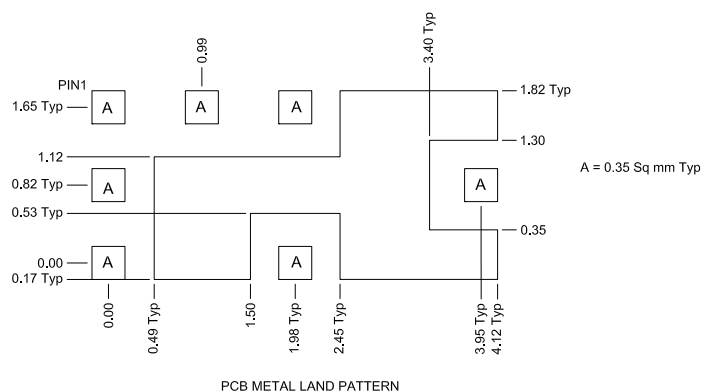 0.99
3.40 Typ
PIN1
A A A
1.65 Typ
1.82 Typ
1.30
1.12
A = 0.35 Sq mm Typ
0.82 Typ
A A
0.53 Typ
0.35
0.00
A A
0.17 Typ
0.00
0.49 Typ
1.50
1.98 Typ
2.45 Typ
3.95 Typ
4.12 Typ
PCB METAL LAND PATTERN